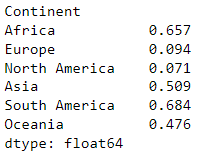 Continent
Africa 0.657
Europe 0.094
North America 0.071
Asia 0.509
South America 0.684
Oceania 0.476
dtype: float64